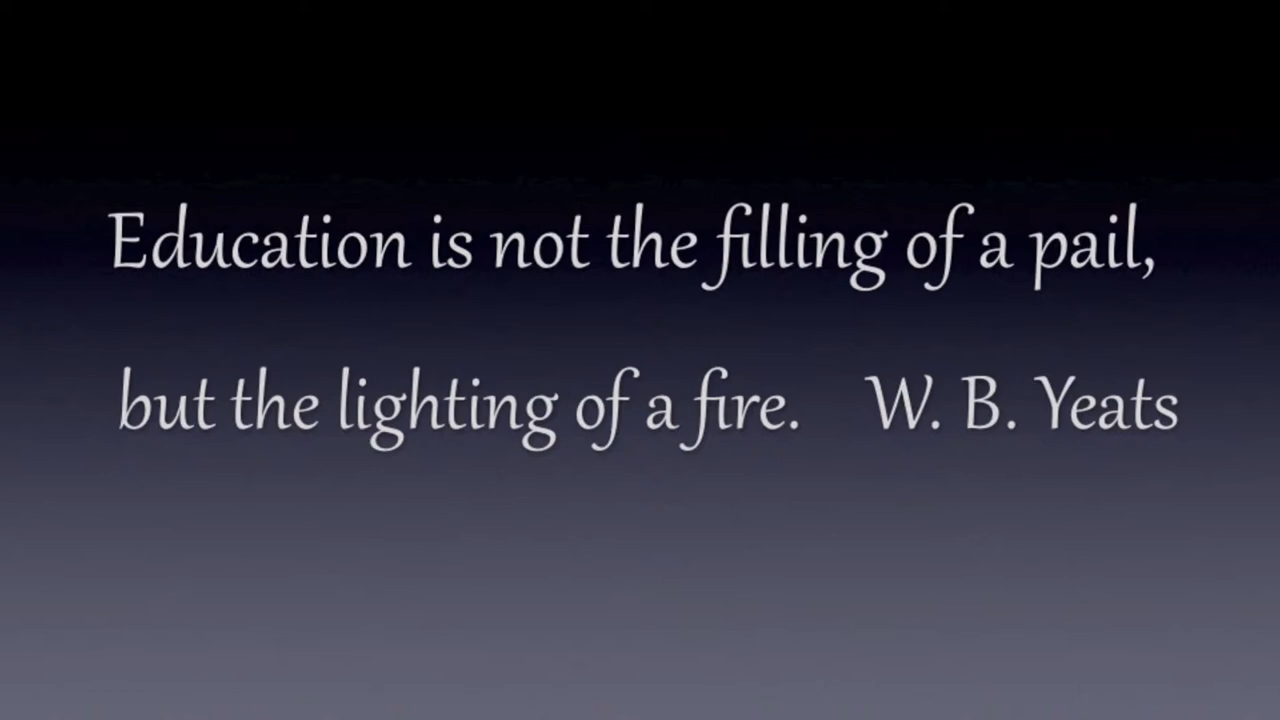 Education is not the filling of a pail,
but the lighting of a fire. W. B. Yeats